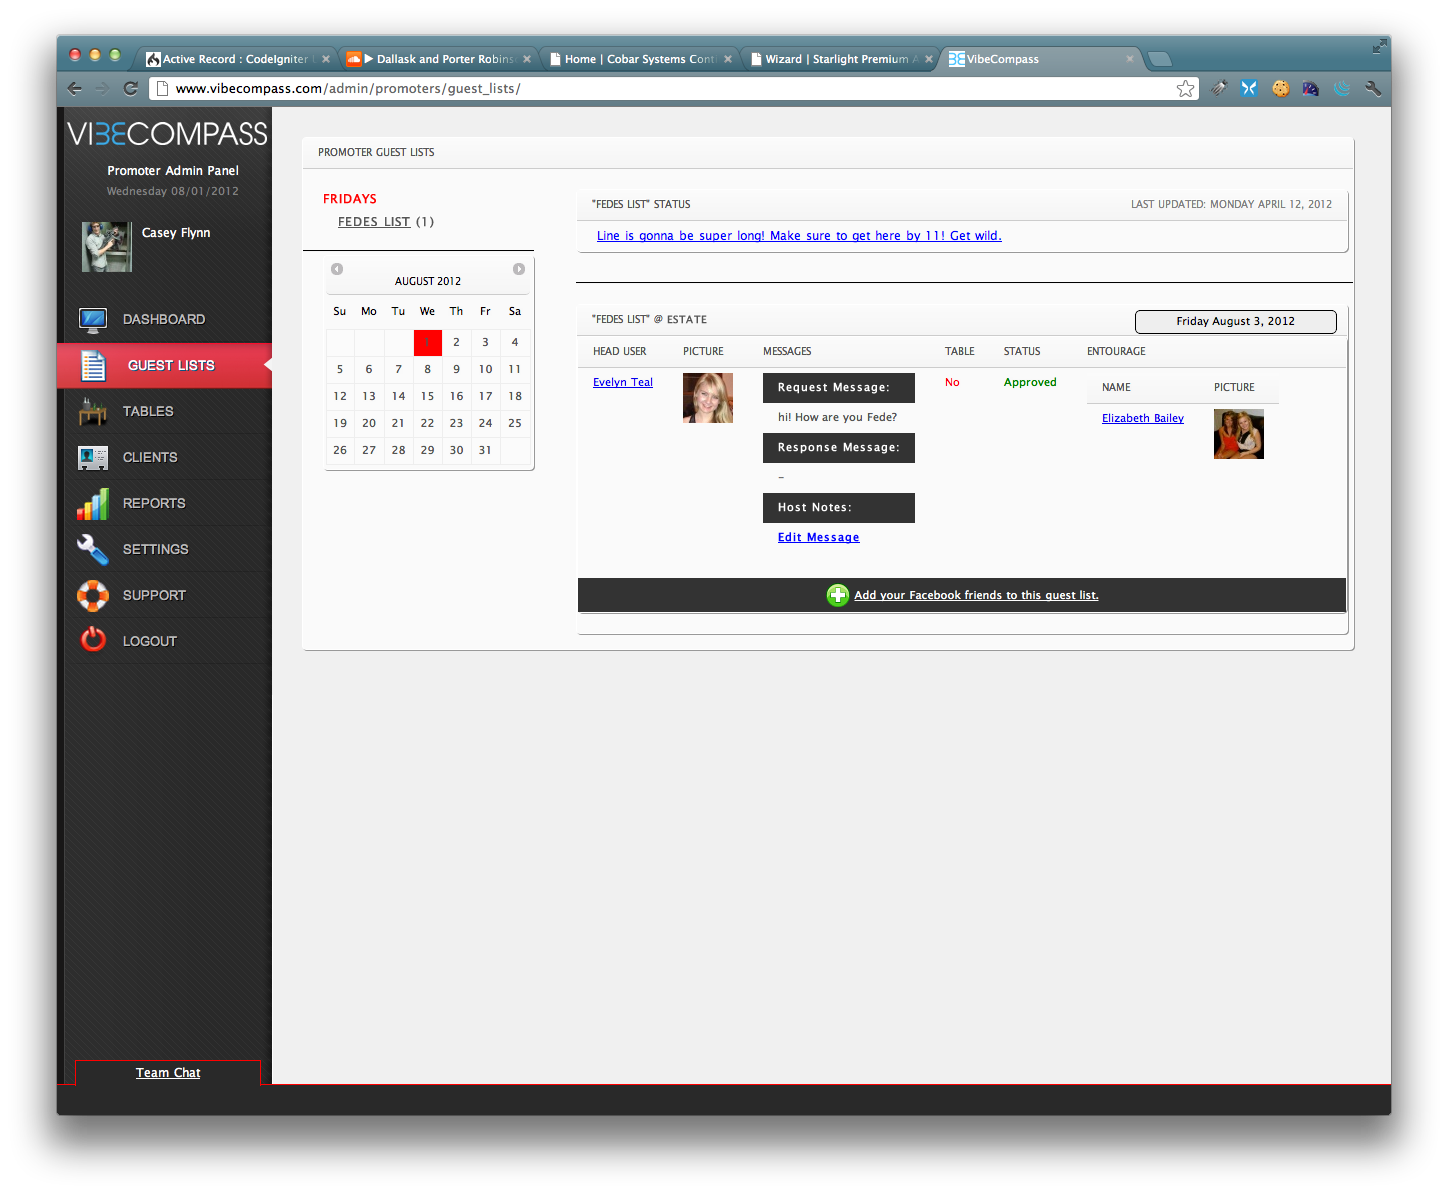 Active Record : CodeIgniter
Dallask and Porter Robins
Home | Cobar Systems Cont
Wizard | Starlight Premium A
VibeCompass
www.vibecompass.com/admin/promoters/guest_lists/
VIBECOMPASS
Promoter Admin Panel
Wednesday 08/01/2012
Casey Flynn
DASHBOARD
GUEST LISTS
TABLES
CLIENTS
REPORTS
SETTINGS
SUPPORT
LOGOUT
Team Chat
PROMOTER GUEST LISTS
FRIDAYS
FEDES LIST (1)
AUGUST 2012
Su Mo Tu We Th Fr Sa
1 2 3 4
5 6 7 8 9 10 11
12 13 14 15 16 17 18
19 20 21 22 23 24 25
26 27 28 29 30 31
"FEDES LIST" STATUS
LAST UPDATED: MONDAY APRIL 12, 2012
Line is gonna be super long! Make sure to get here by 11! Get wild.
"FEDES LIST" @ ESTATE
Friday August 3, 2012
HEAD USER PICTURE MESSAGES TABLE STATUS ENTOURAGE
Evelyn Teal
Request Message:
hi! How are you Fede?
Response Message:
-
Host Notes:
Edit Message
No
Approved
NAME PICTURE
Elizabeth Bailey
Add your Facebook friends to this guest list.